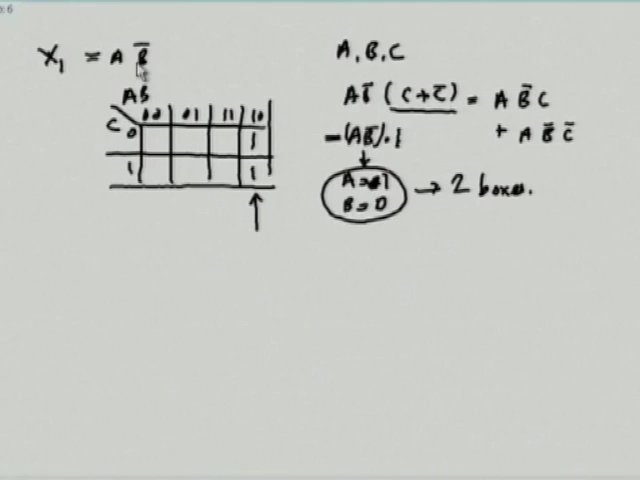 X₁ = A B̄
A, B, C
AB̄ (C + C̄) = A B̄ C
+ A B̄ C̄
= (AB̄).1
A = 1
B = 0
→ 2 boxes.
AB
C 00 01 11 10
0 1
1 1